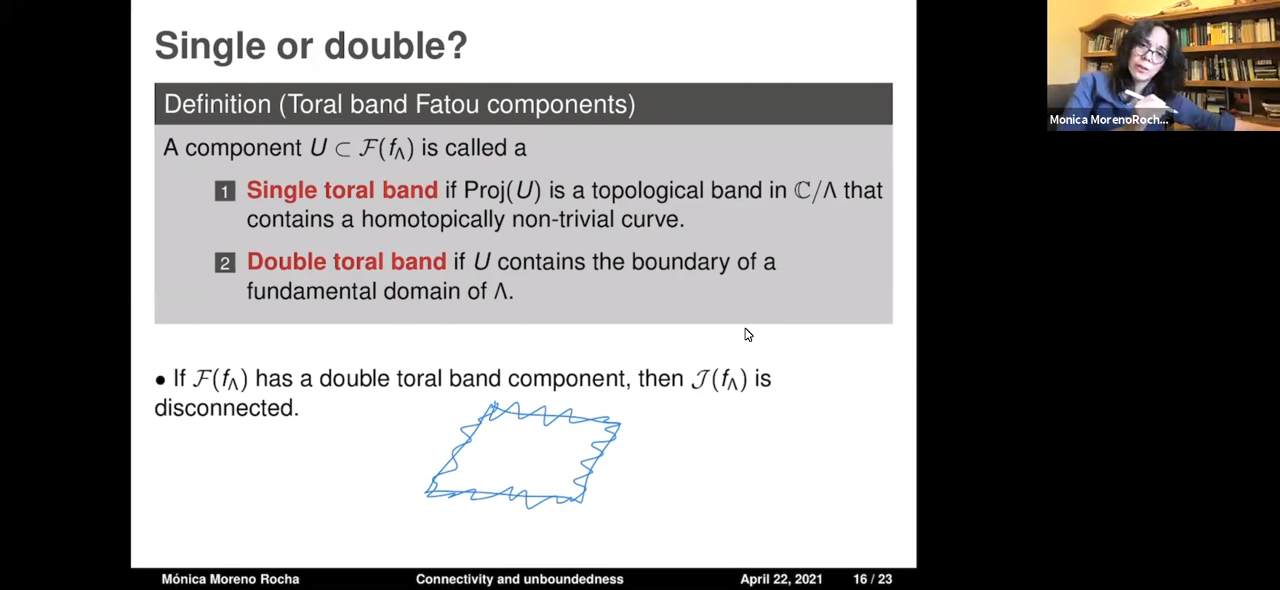 Single or double?
Definition (Toral band Fatou components)
A component U ⊂ ℱ(f_Λ) is called a
1 Single toral band if Proj(U) is a topological band in ℂ/Λ that
contains a homotopically non-trivial curve.
2 Double toral band if U contains the boundary of a
fundamental domain of Λ.
• If ℱ(f_Λ) has a double toral band component, then 𝒥(f_Λ) is
disconnected.
Mónica Moreno Rocha Connectivity and unboundedness April 22, 2021 16 / 23
Monica MorenoRoch...